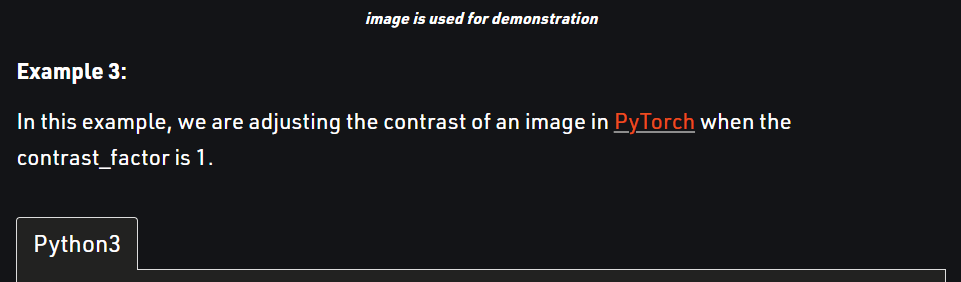 image is used for demonstration
Example 3:
In this example, we are adjusting the contrast of an image in PyTorch when the
contrast_factor is 1.
Python3